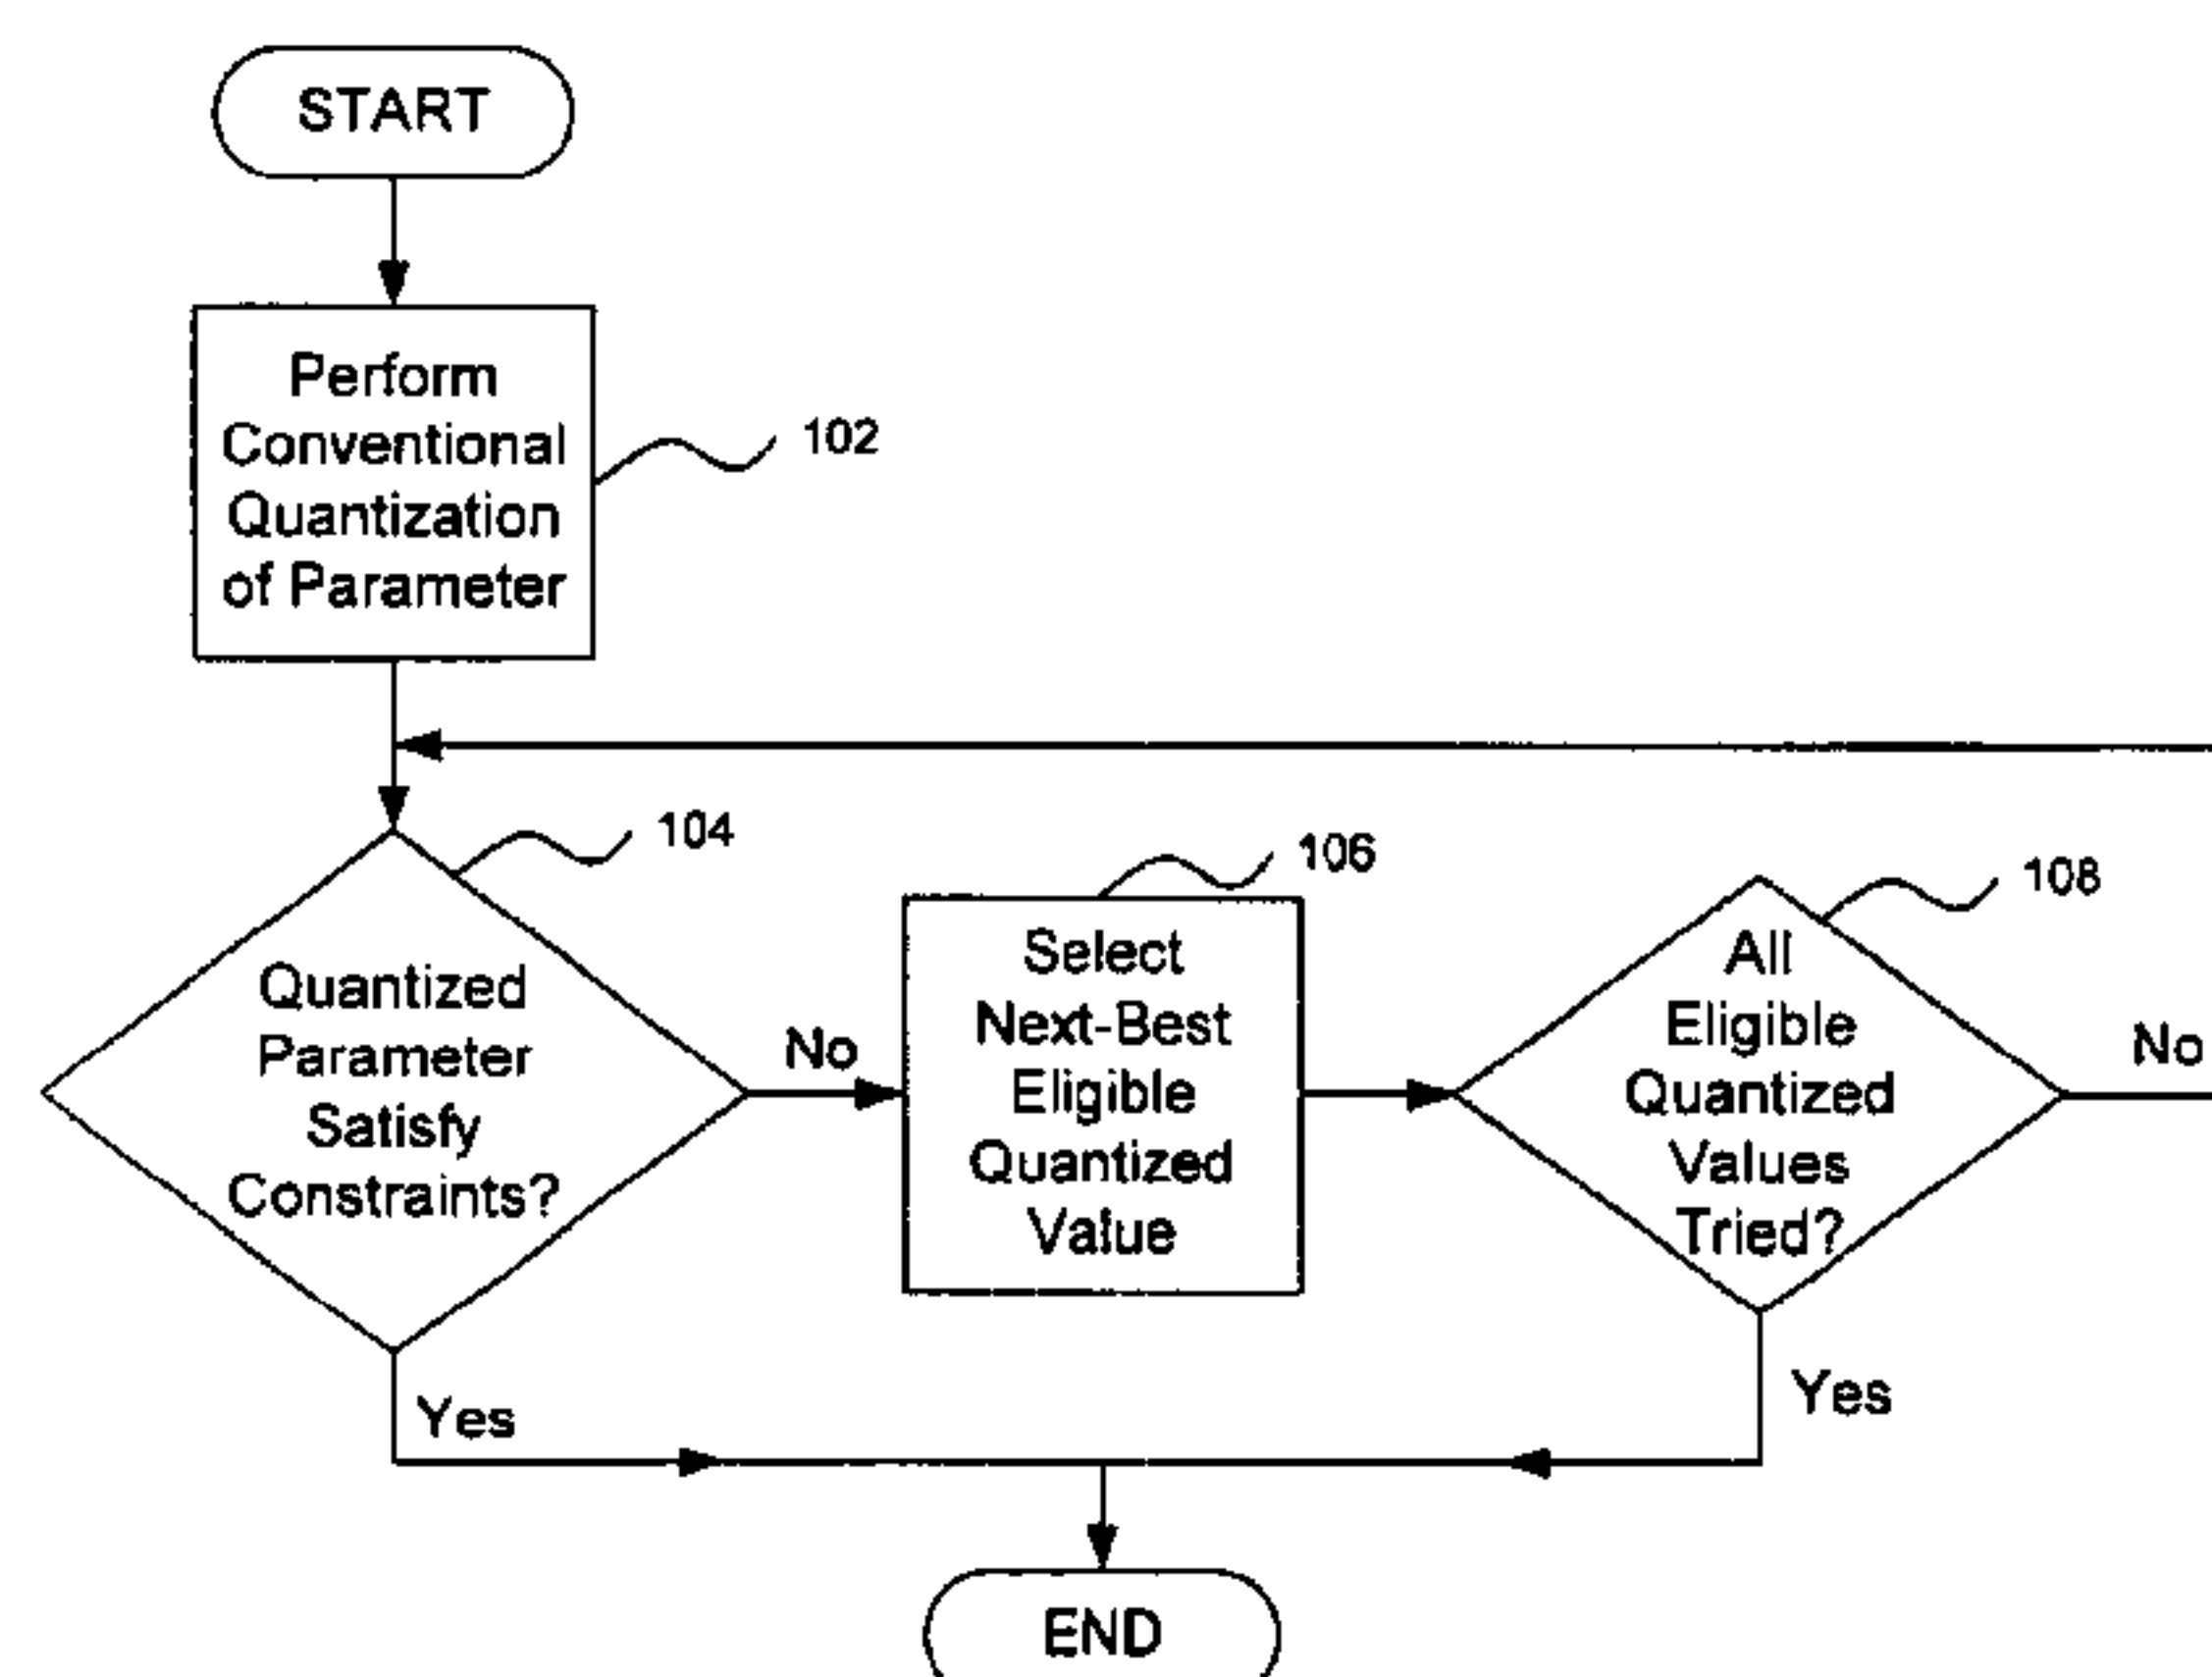 START
Perform
Conventional
Quantization
of Parameter
102
104
Quantized
Parameter
Satisfy
Constraints?
No
106
Select
Next-Best
Eligible
Quantized
Value
108
All
Eligible
Quantized
Values
Tried?
No
Yes
Yes
END